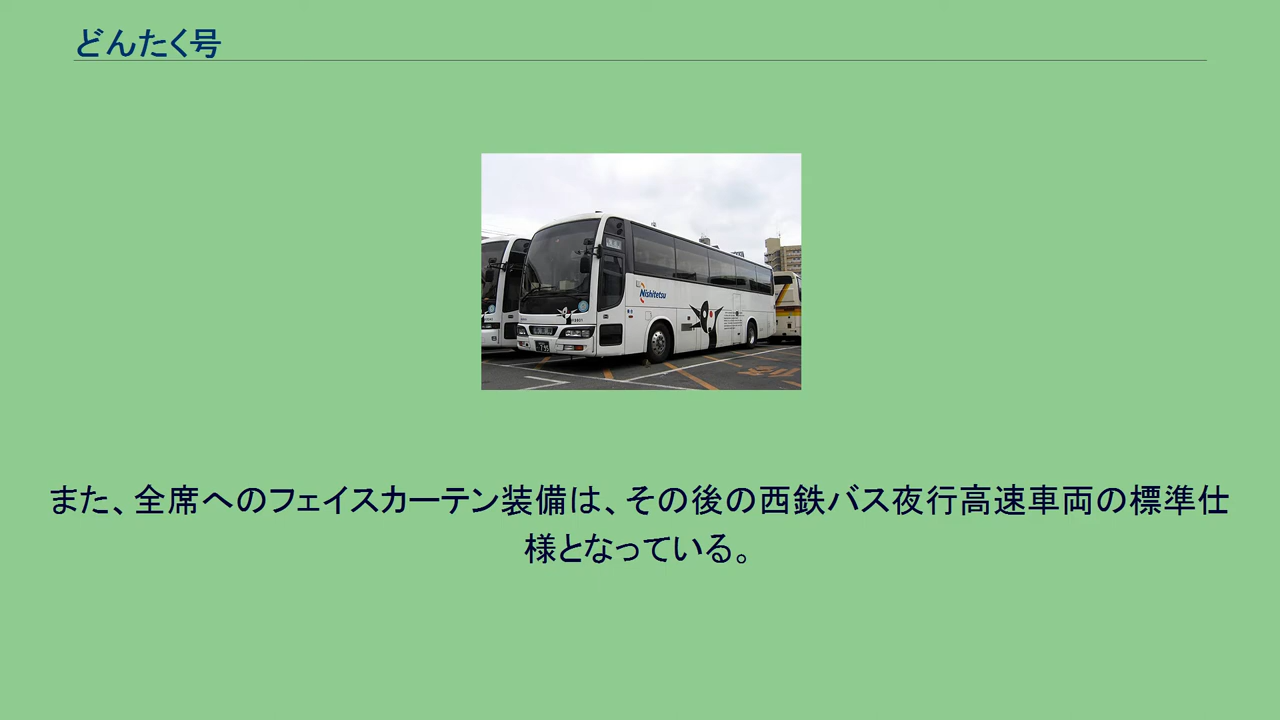 どんたく号
Nishitetsu
また、全席へのフェイスカーテン装備は、その後の西鉄バス夜行高速車両の標準仕
様となっている。